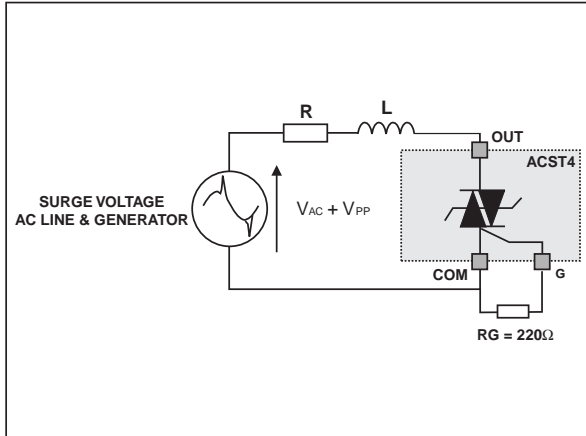 R
L
OUT
ACST4
SURGE VOLTAGE
AC LINE & GENERATOR
VAC + VPP
COM
G
RG = 220Ω